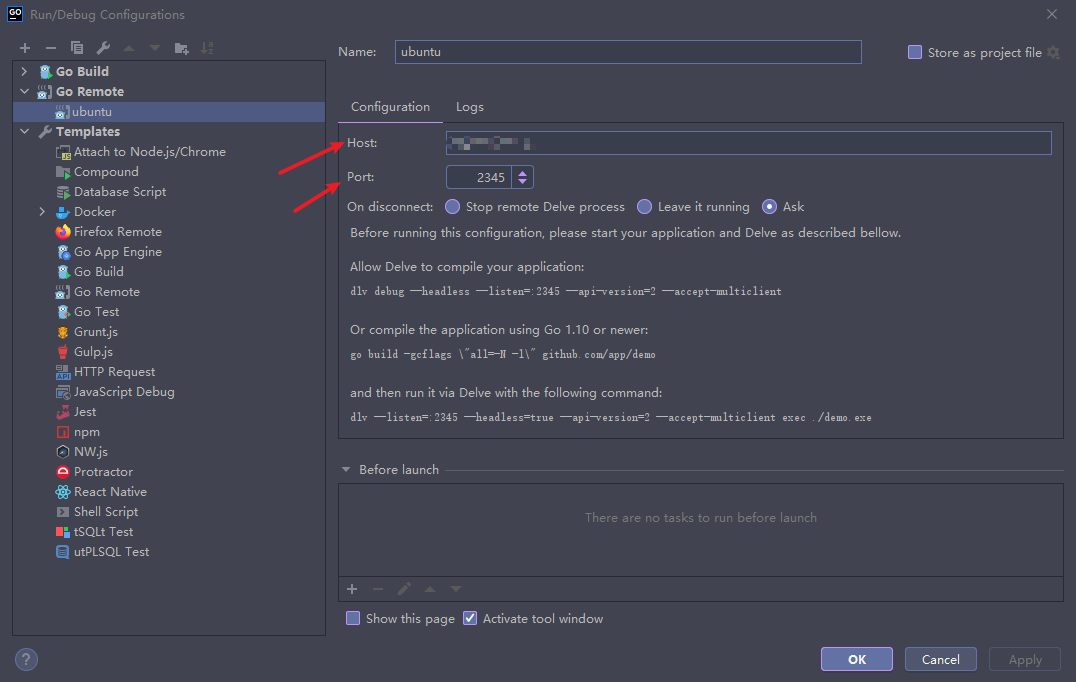 GO Run/Debug Configurations
Name: ubuntu
Store as project file
Go Build
Go Remote
ubuntu
Templates
Attach to Node.js/Chrome
Compound
Database Script
Docker
Firefox Remote
Go App Engine
Go Build
Go Remote
Go Test
Grunt.js
Gulp.js
HTTP Request
JavaScript Debug
Jest
npm
NW.js
Protractor
React Native
Shell Script
tSQLt Test
utPLSQL Test
Configuration Logs
Host:
Port: 2345
On disconnect: Stop remote Delve process Leave it running Ask
Before running this configuration, please start your application and Delve as described bellow.
Allow Delve to compile your application:
dlv debug --headless --listen=:2345 --api-version=2 --accept-multiclient
Or compile the application using Go 1.10 or newer:
go build -gcflags \"all=-N -l\" github.com/app/demo
and then run it via Delve with the following command:
dlv --listen=:2345 --headless=true --api-version=2 --accept-multiclient exec ./demo.exe
Before launch
There are no tasks to run before launch
Show this page Activate tool window
? OK Cancel Apply